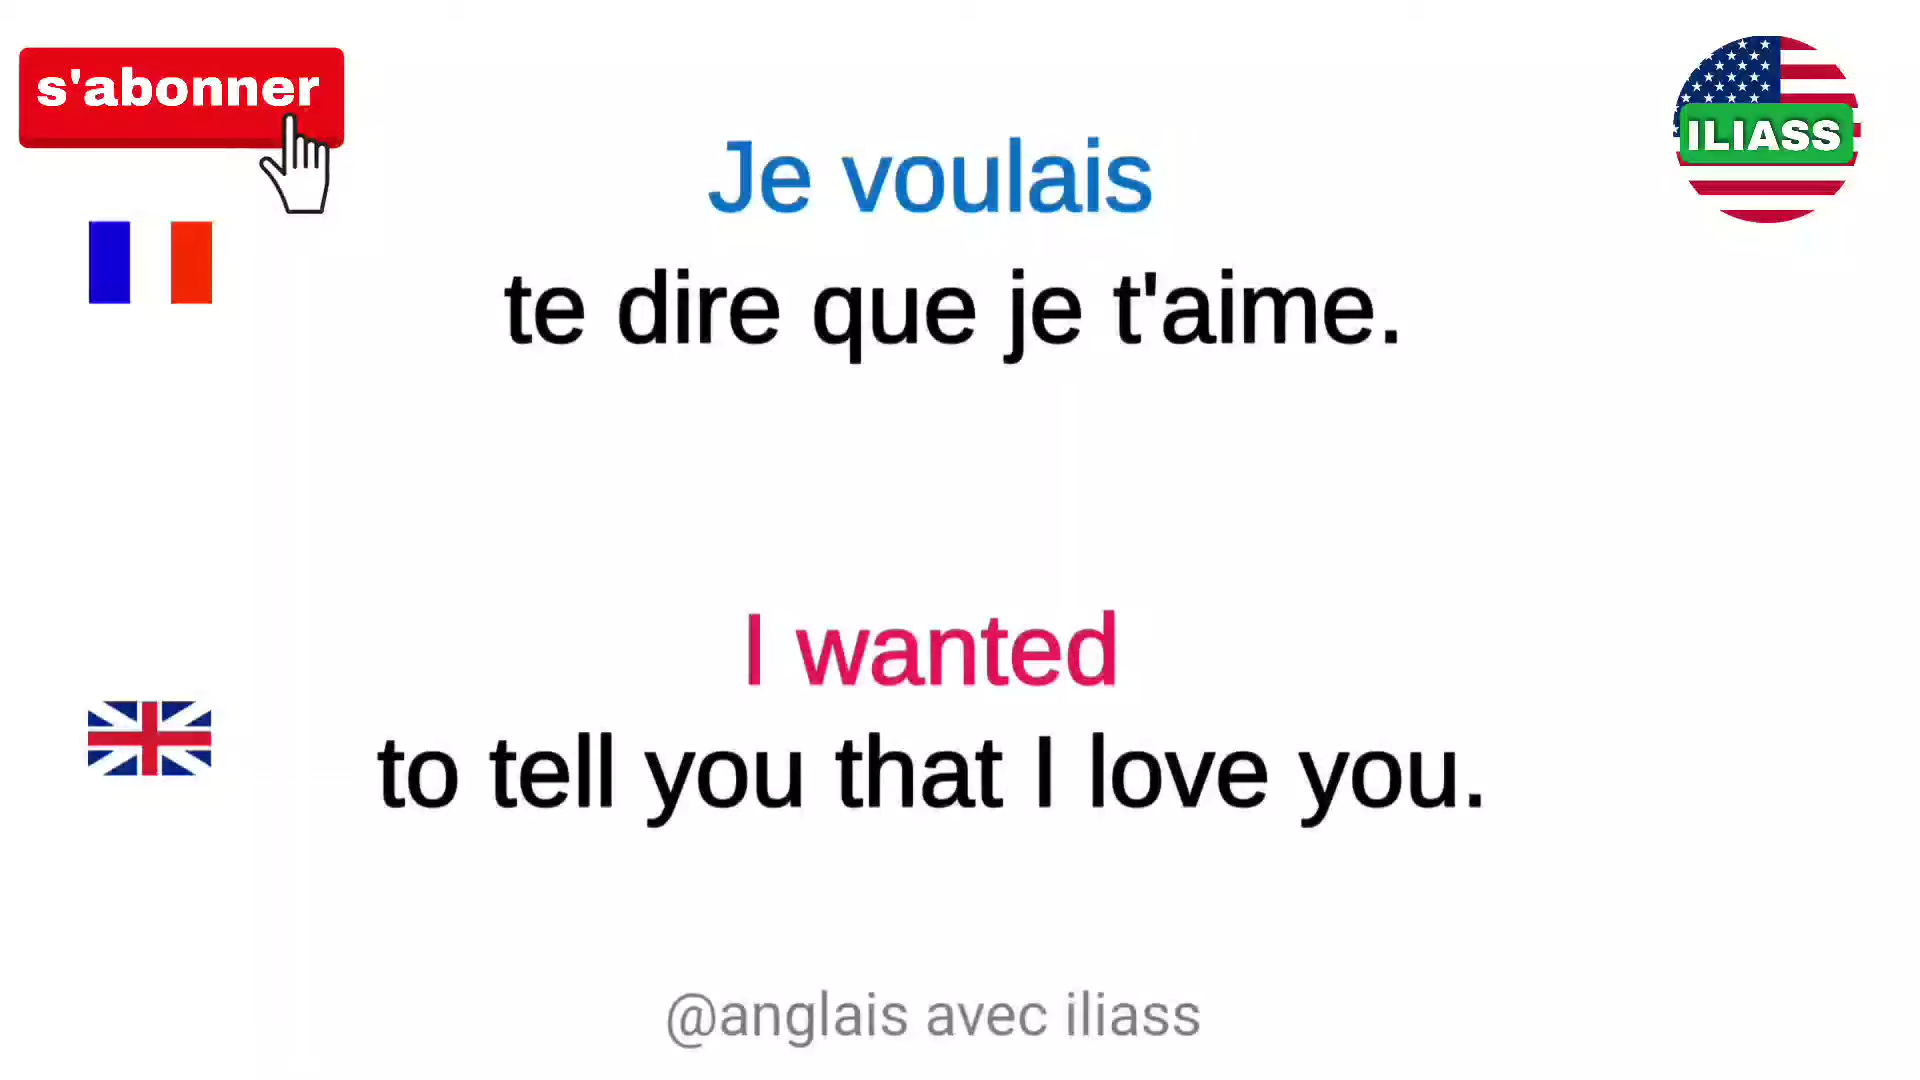 s'abonner
ILIASS
Je voulais
te dire que je t'aime.
I wanted
to tell you that I love you.
@anglais avec iliass